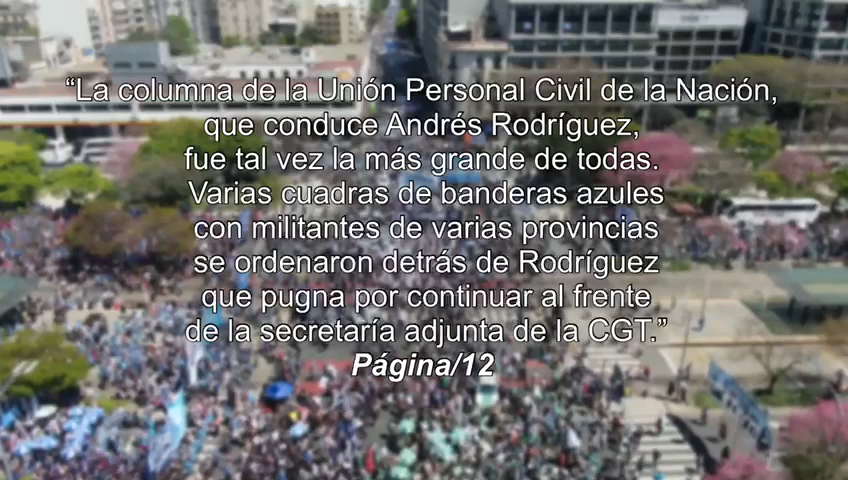 “La columna de la Unión Personal Civil de la Nación,
que conduce Andrés Rodríguez,
fue tal vez la más grande de todas.
Varias cuadras de banderas azules
con militantes de varias provincias
se ordenaron detrás de Rodríguez
que pugna por continuar al frente
de la secretaría adjunta de la CGT.”
Página/12